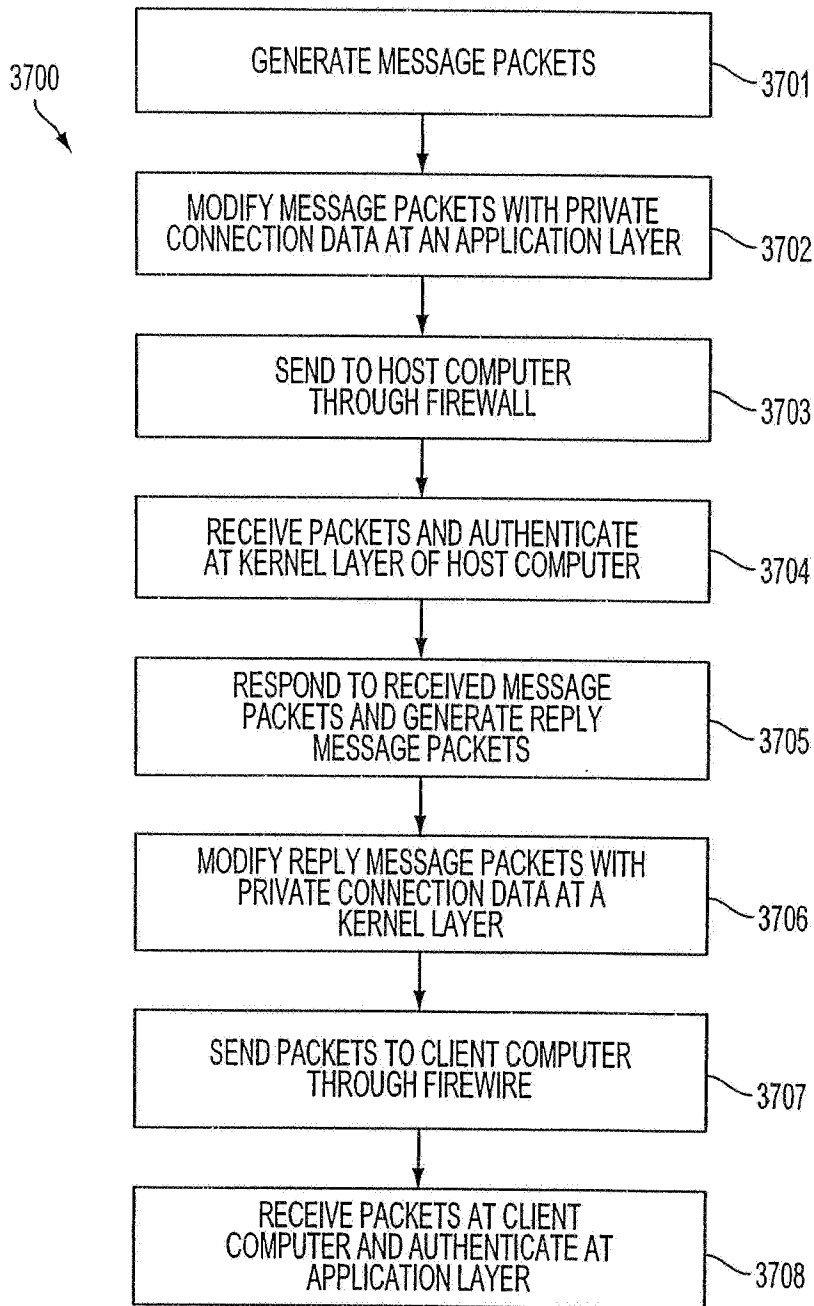 3700
GENERATE MESSAGE PACKETS
3701
MODIFY MESSAGE PACKETS WITH PRIVATE
CONNECTION DATA AT AN APPLICATION LAYER
3702
SEND TO HOST COMPUTER
THROUGH FIREWALL
3703
RECEIVE PACKETS AND AUTHENTICATE
AT KERNEL LAYER OF HOST COMPUTER
3704
RESPOND TO RECEIVED MESSAGE
PACKETS AND GENERATE REPLY
MESSAGE PACKETS
3705
MODIFY REPLY MESSAGE PACKETS WITH
PRIVATE CONNECTION DATA AT A
KERNEL LAYER
3706
SEND PACKETS TO CLIENT COMPUTER
THROUGH FIREWIRE
3707
RECEIVE PACKETS AT CLIENT
COMPUTER AND AUTHENTICATE AT
APPLICATION LAYER
3708